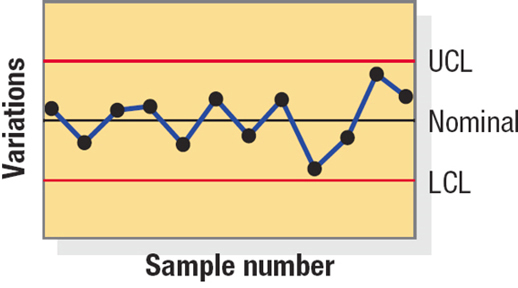 Variations
UCL
Nominal
LCL
Sample number